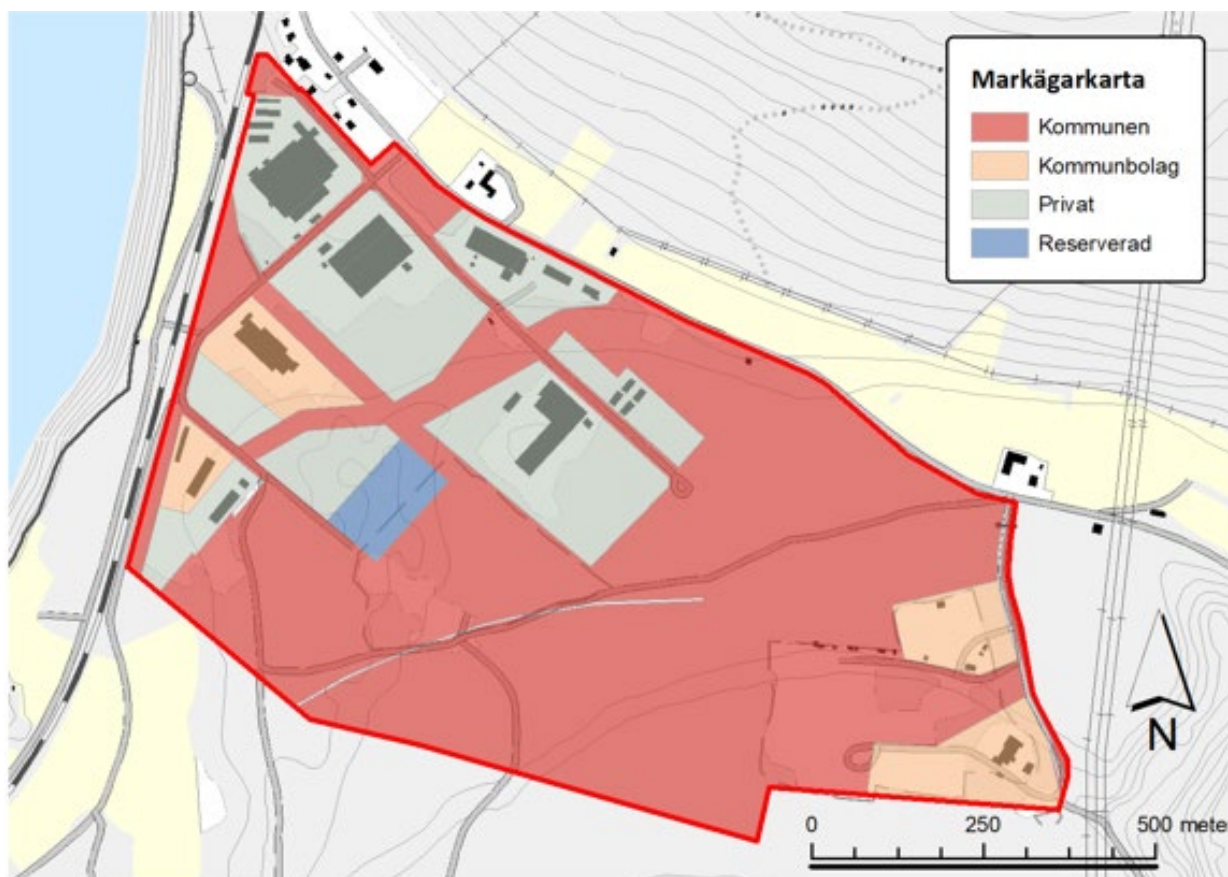 Markägarkarta
Kommunen
Kommunbolag
Privat
Reserverad
N
0 250 500 mete